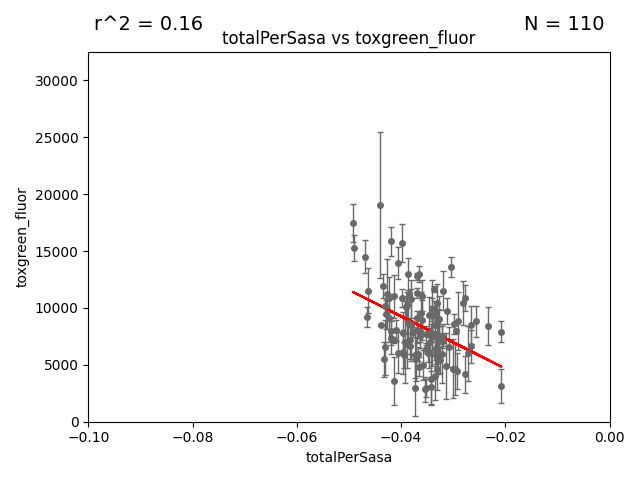 r^2 = 0.16
N = 110
totalPerSasa vs toxgreen_fluor
30000
25000
20000
15000
10000
5000
0
toxgreen_fluor
−0.10
−0.08
−0.06
−0.04
−0.02
0.00
totalPerSasa